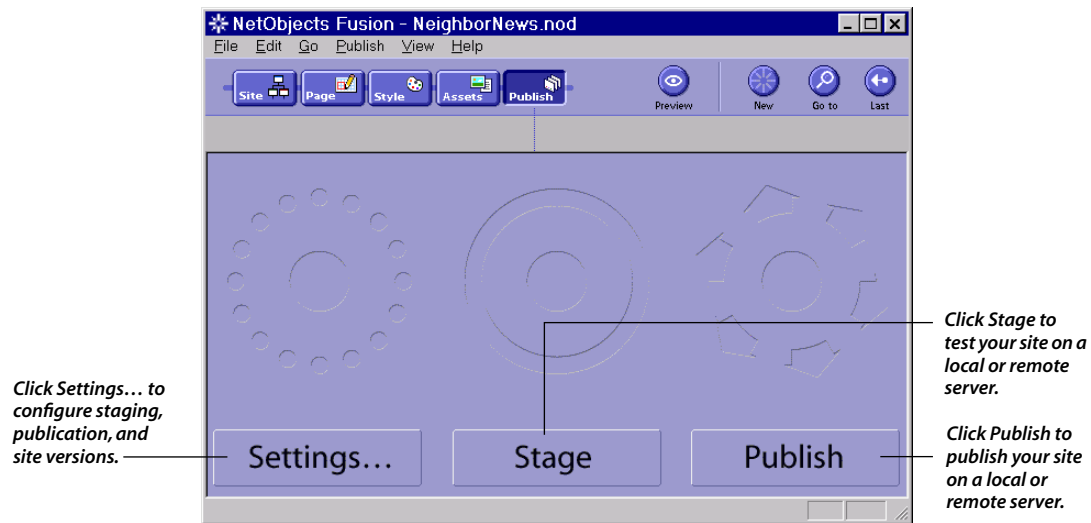 NetObjects Fusion - NeighborNews.nod
File Edit Go Publish View Help
Site Page Style Assets Publish
Preview New Go to Last
Click Stage to
test your site on a
local or remote
server.
Click Settings… to
configure staging,
publication, and
site versions.
Settings… Stage Publish
Click Publish to
publish your site
on a local or
remote server.